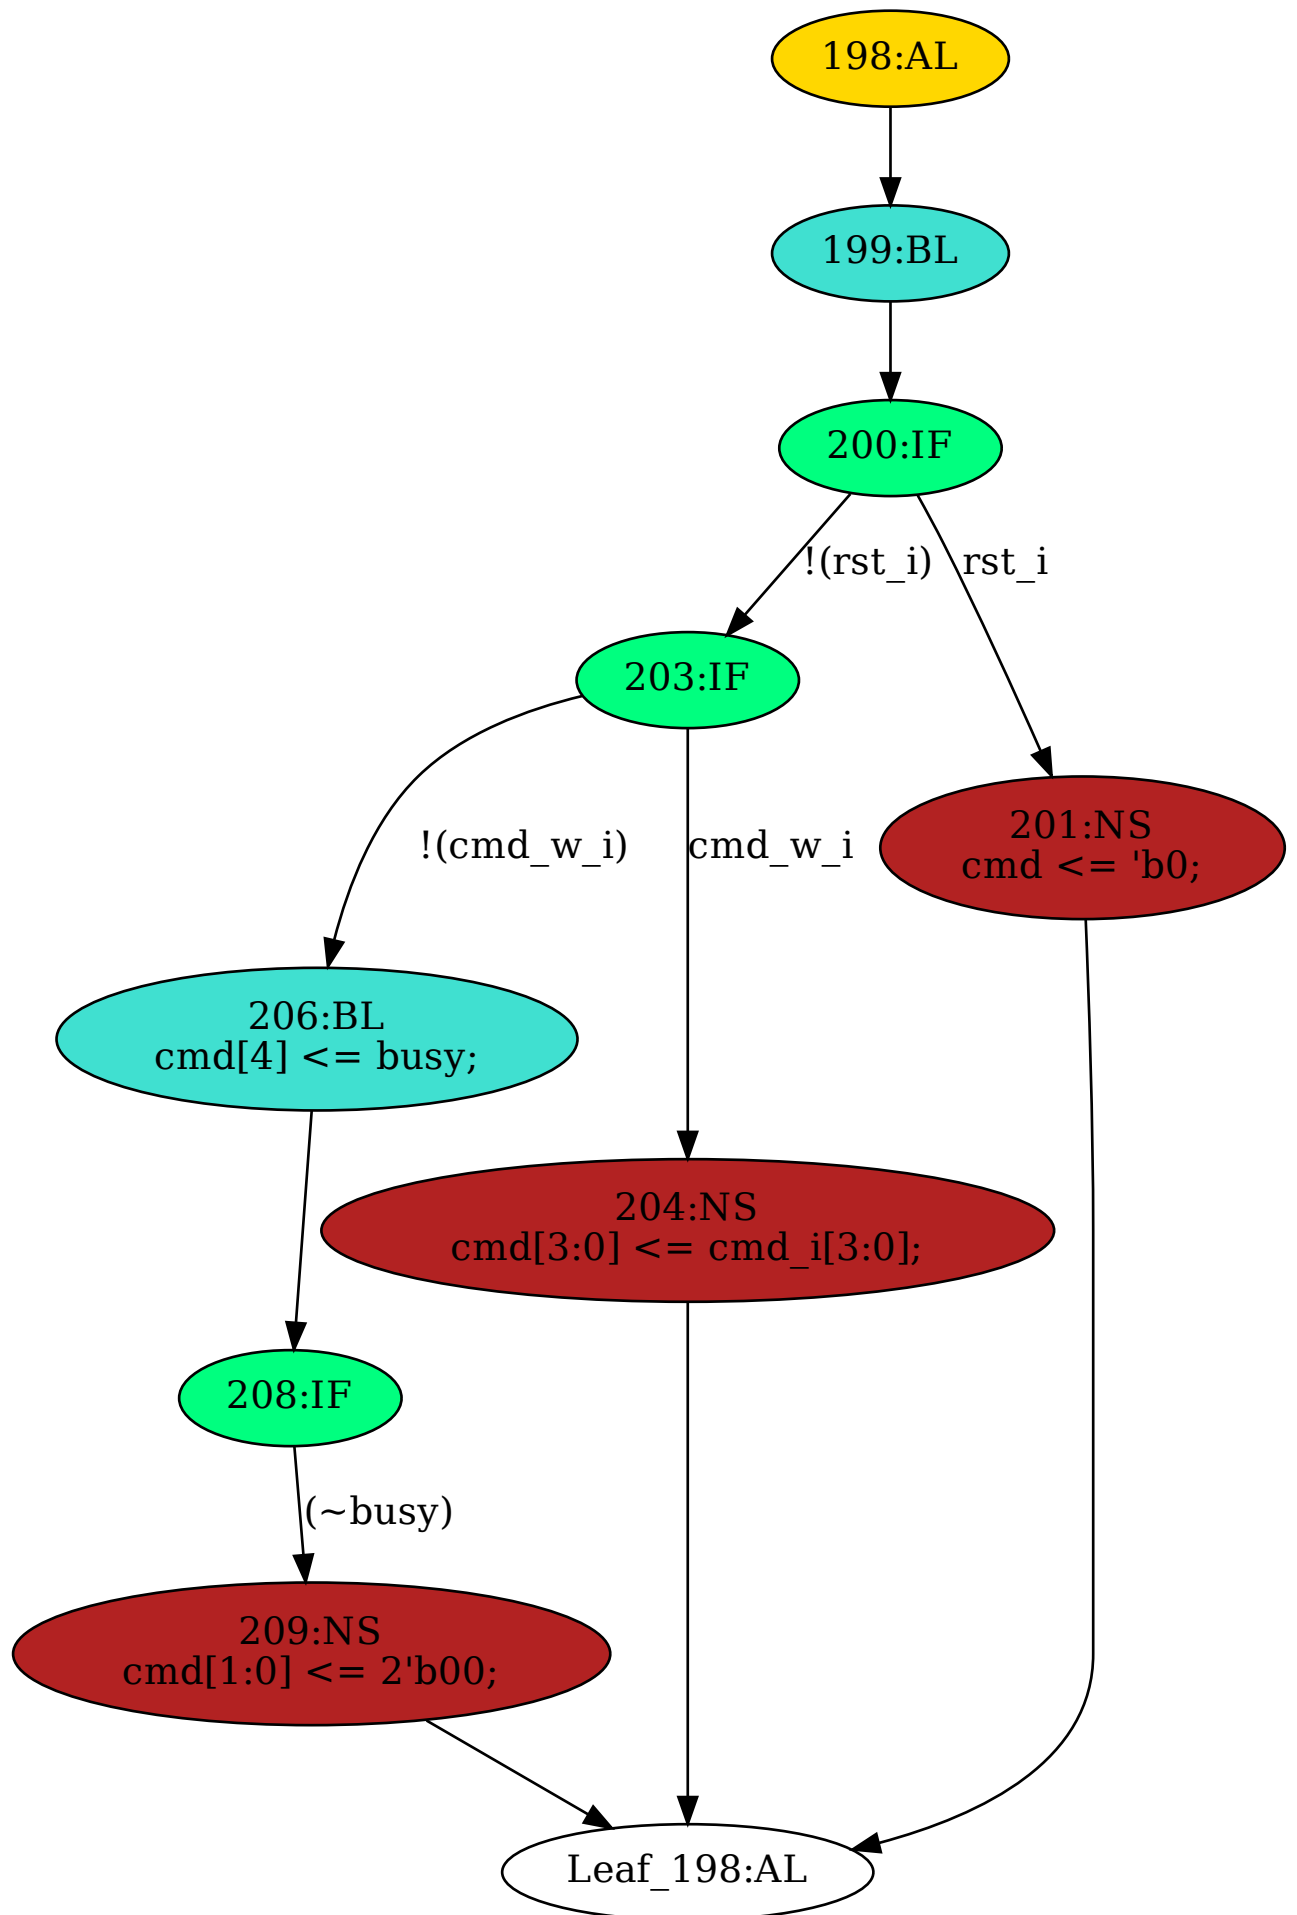 198:AL
199:BL
200:IF
!(rst_i)
rst_i
203:IF
201:NS
cmd <= 'b0;
!(cmd_w_i)
cmd_w_i
206:BL
cmd[4] <= busy;
204:NS
cmd[3:0] <= cmd_i[3:0];
208:IF
(~busy)
209:NS
cmd[1:0] <= 2'b00;
Leaf_198:AL